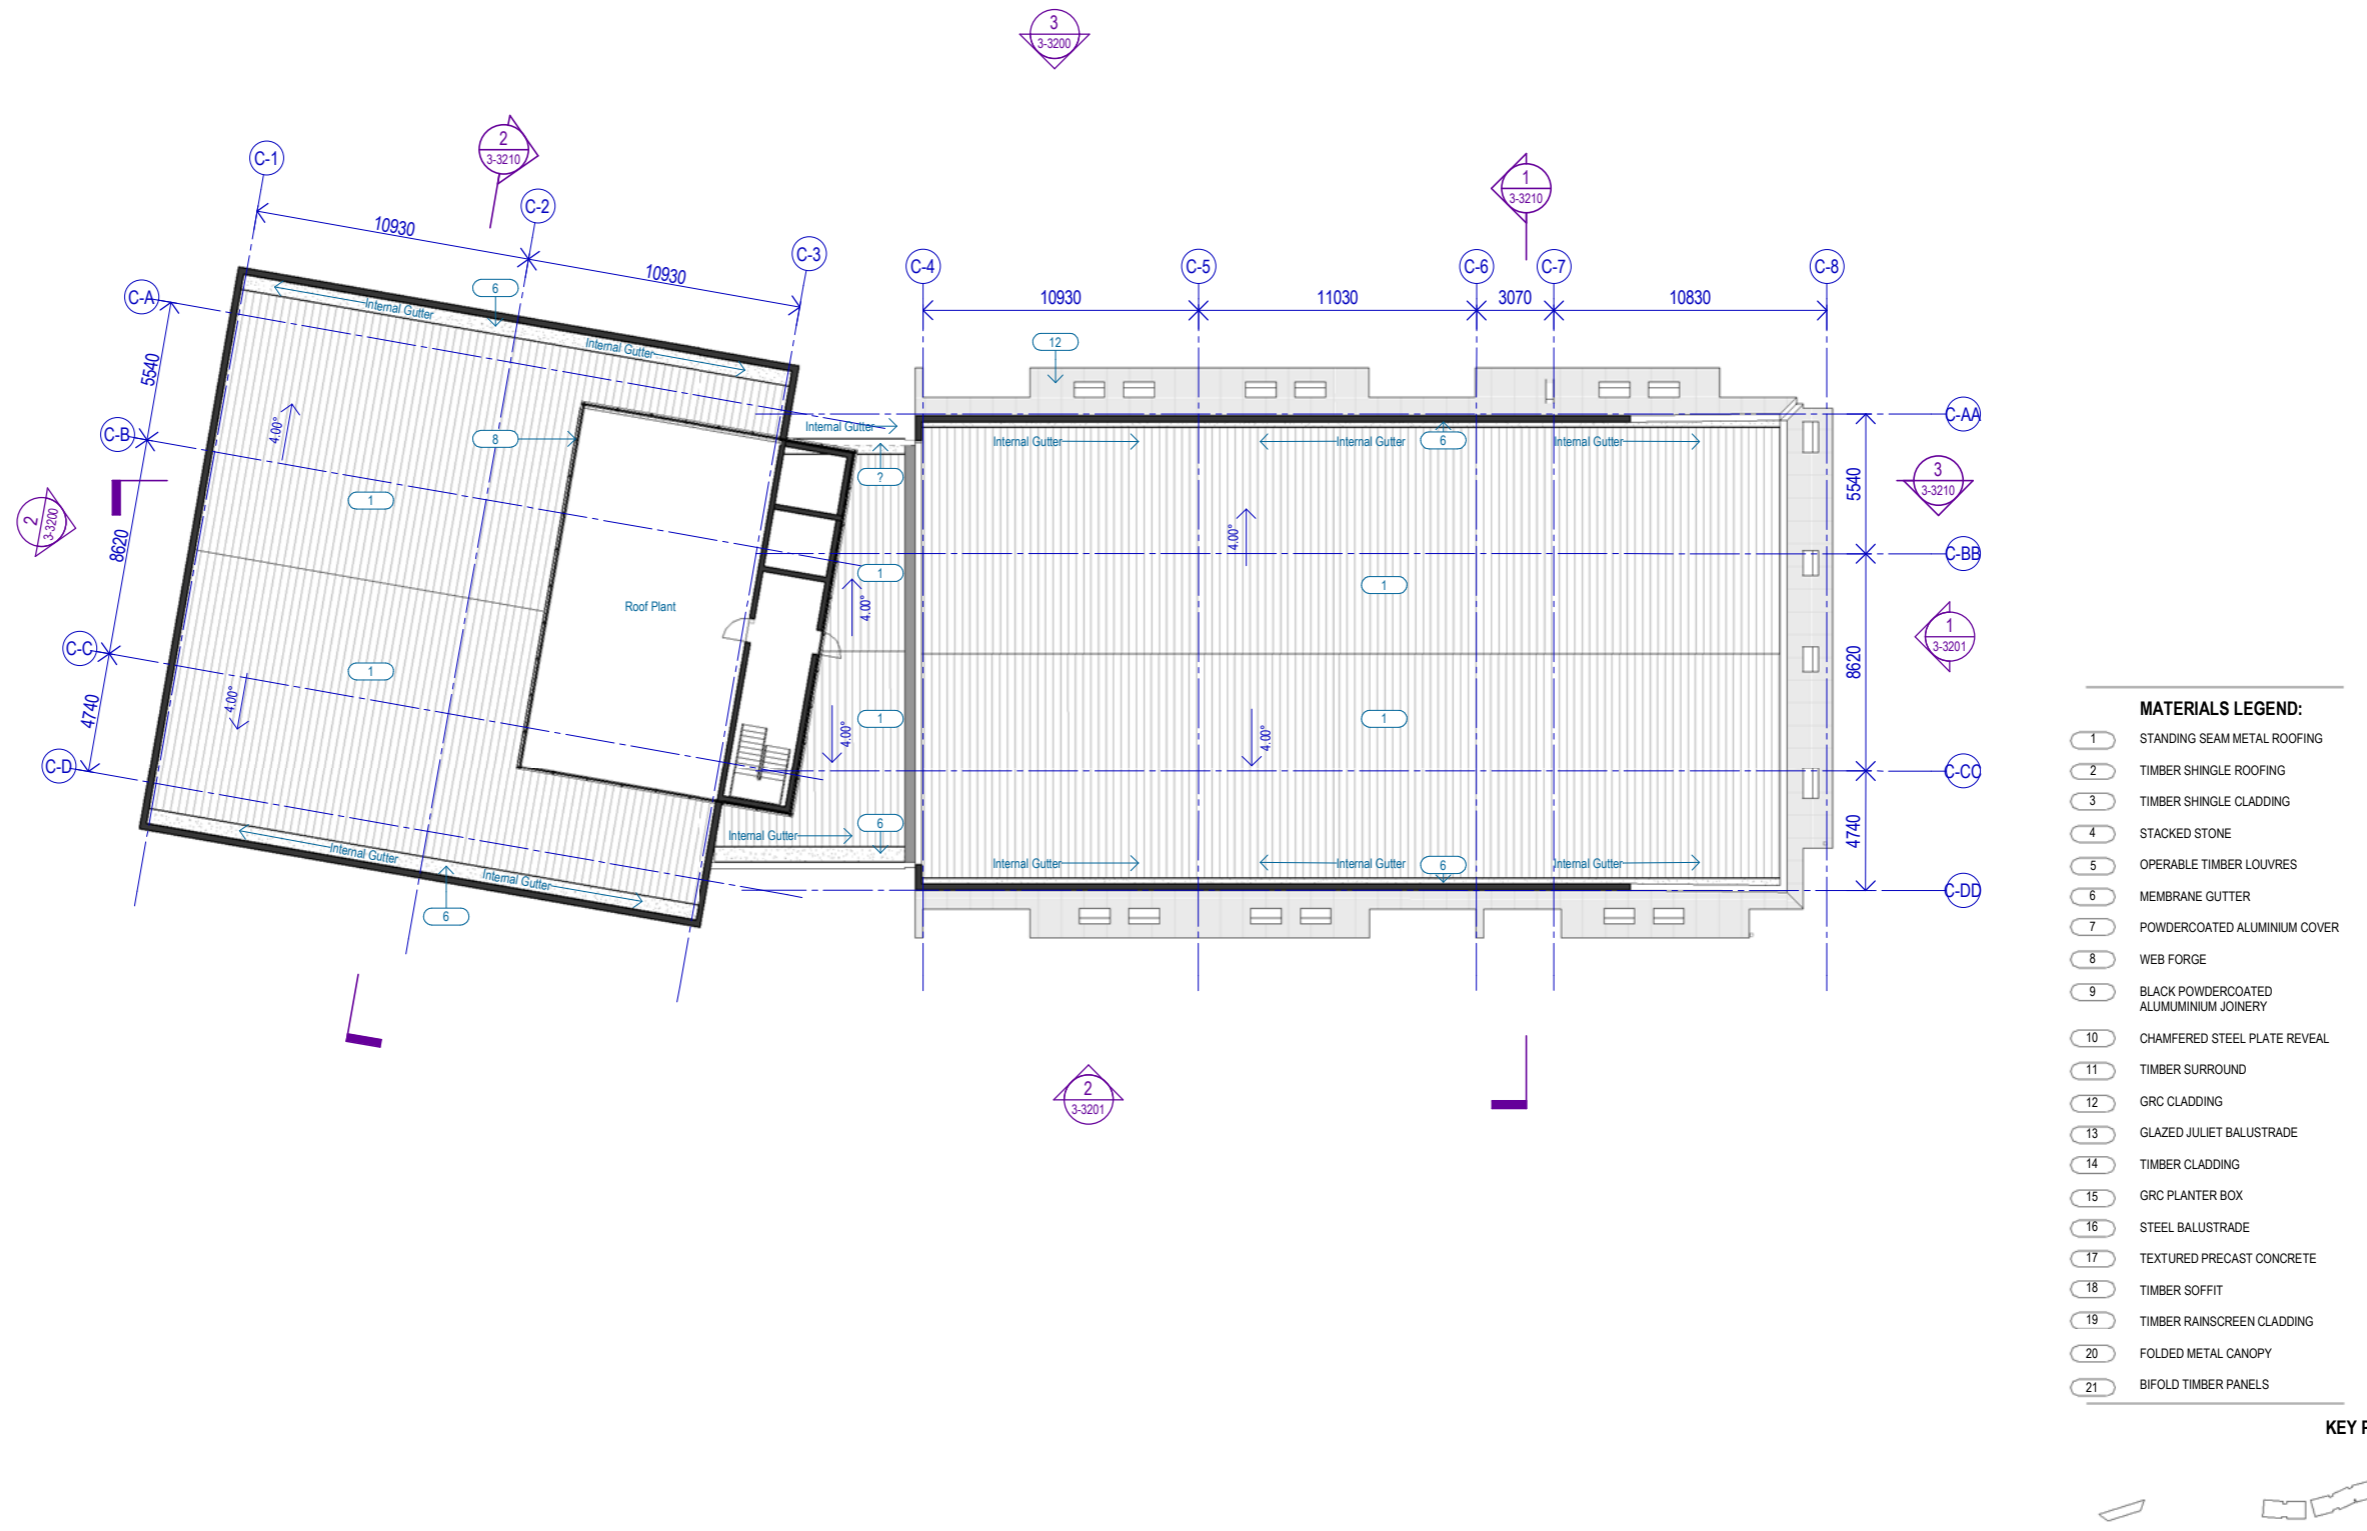 3
3-3200
2
3-3210
1
3-3210
C-1
C-2
C-3
C-4
C-5
C-6
C-7
C-8
10930
10930
10930
11030
3070
10830
C-A
C-B
C-C
C-D
5540
8620
4740
6
Internal Gutter
Internal Gutter
12
Internal Gutter
Internal Gutter
Internal Gutter
6
Internal Gutter
C-AA
C-BB
C-CC
C-DD
5540
8620
4740
4.00°
8
?
1
2
3-3200
3
3-3210
4.00°
1
1
Roof Plant
4.00°
1
3-3201
1
4.00°
1
1
4.00°
4.00°
Internal Gutter
6
Internal Gutter
Internal Gutter
6
Internal Gutter
Internal Gutter
Internal Gutter
6
2
3-3201
MATERIALS LEGEND:
1 STANDING SEAM METAL ROOFING
2 TIMBER SHINGLE ROOFING
3 TIMBER SHINGLE CLADDING
4 STACKED STONE
5 OPERABLE TIMBER LOUVRES
6 MEMBRANE GUTTER
7 POWDERCOATED ALUMINIUM COVER
8 WEB FORGE
9 BLACK POWDERCOATED
ALUMUMINIUM JOINERY
10 CHAMFERED STEEL PLATE REVEAL
11 TIMBER SURROUND
12 GRC CLADDING
13 GLAZED JULIET BALUSTRADE
14 TIMBER CLADDING
15 GRC PLANTER BOX
16 STEEL BALUSTRADE
17 TEXTURED PRECAST CONCRETE
18 TIMBER SOFFIT
19 TIMBER RAINSCREEN CLADDING
20 FOLDED METAL CANOPY
21 BIFOLD TIMBER PANELS
KEY